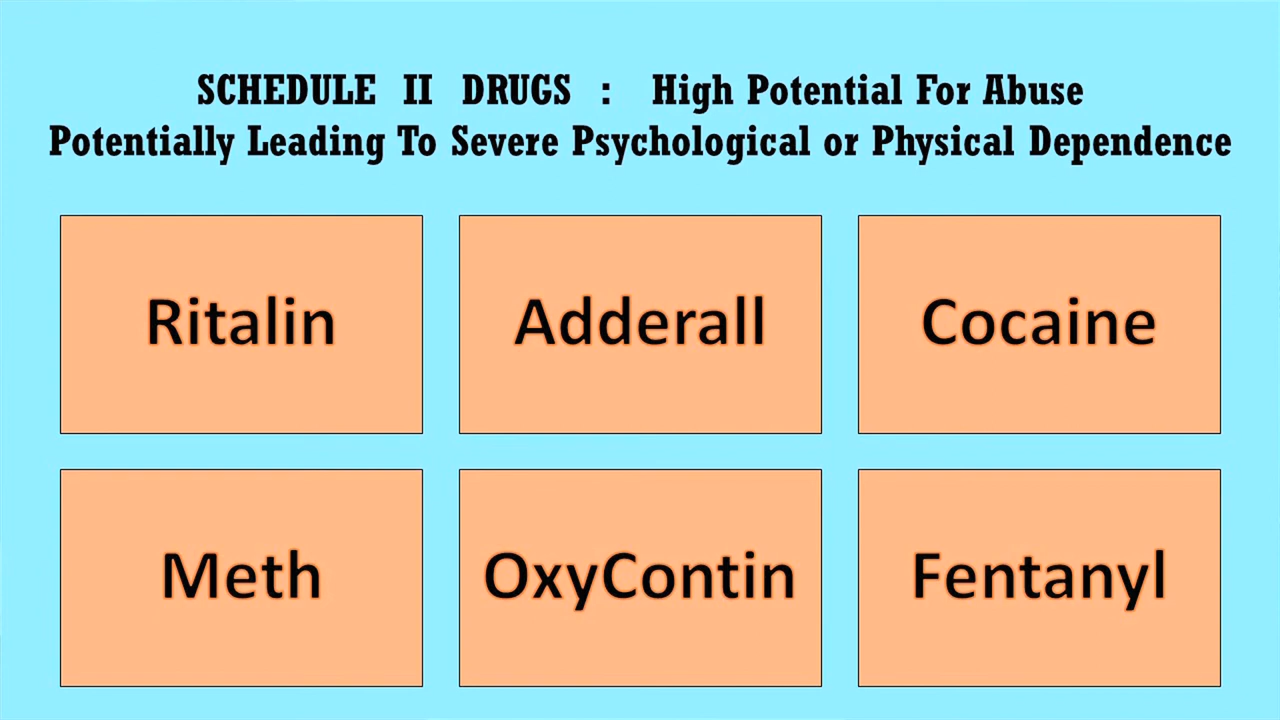 SCHEDULE II DRUGS : High Potential For Abuse
Potentially Leading To Severe Psychological or Physical Dependence
Ritalin
Adderall
Cocaine
Meth
OxyContin
Fentanyl